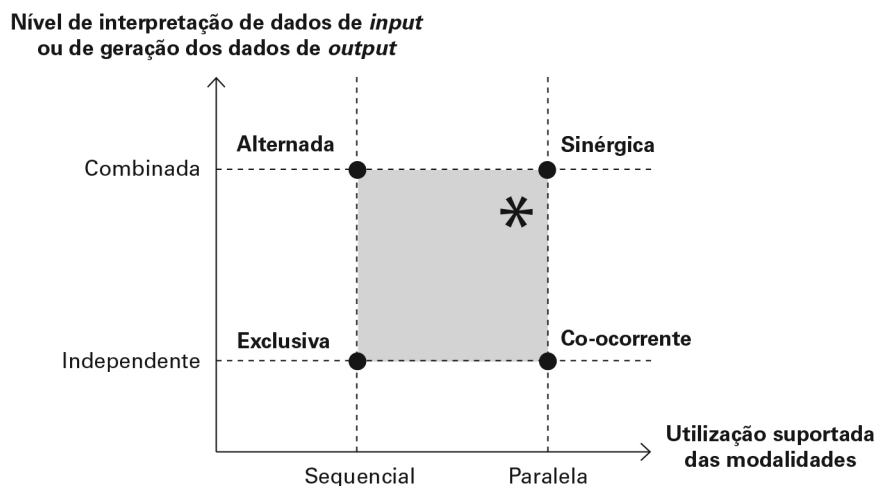 Nível de interpretação de dados de input
ou de geração dos dados de output
Alternada
Sinérgica
Combinada
*
Exclusiva
Co-ocorrente
Independente
Utilização suportada
das modalidades
Sequencial
Paralela